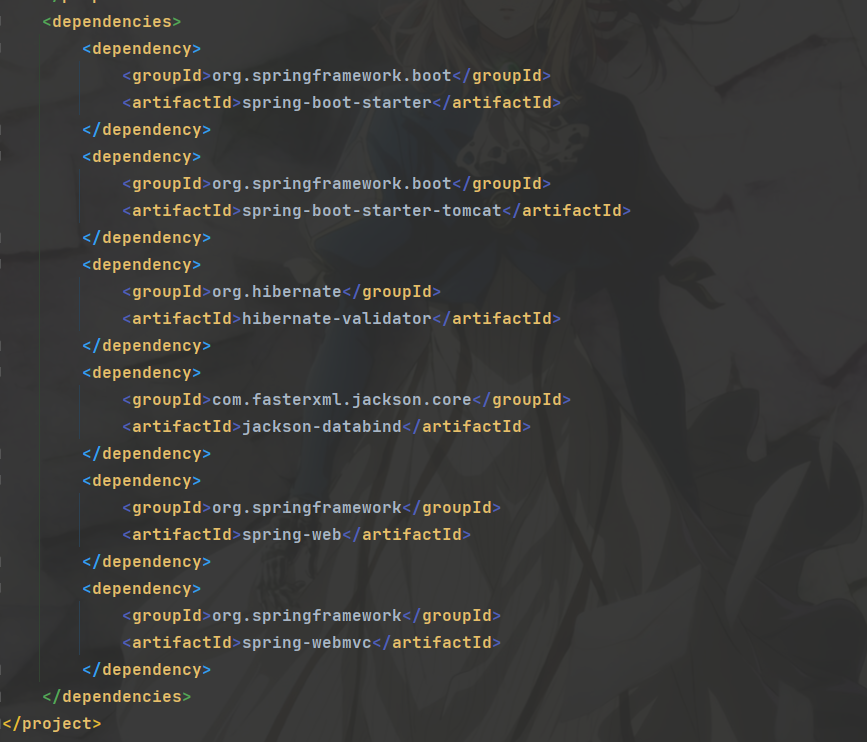 <dependencies>
<dependency>
<groupId>org.springframework.boot</groupId>
<artifactId>spring-boot-starter</artifactId>
</dependency>
<dependency>
<groupId>org.springframework.boot</groupId>
<artifactId>spring-boot-starter-tomcat</artifactId>
</dependency>
<dependency>
<groupId>org.hibernate</groupId>
<artifactId>hibernate-validator</artifactId>
</dependency>
<dependency>
<groupId>com.fasterxml.jackson.core</groupId>
<artifactId>jackson-databind</artifactId>
</dependency>
<dependency>
<groupId>org.springframework</groupId>
<artifactId>spring-web</artifactId>
</dependency>
<dependency>
<groupId>org.springframework</groupId>
<artifactId>spring-webmvc</artifactId>
</dependency>
</dependencies>
</project>